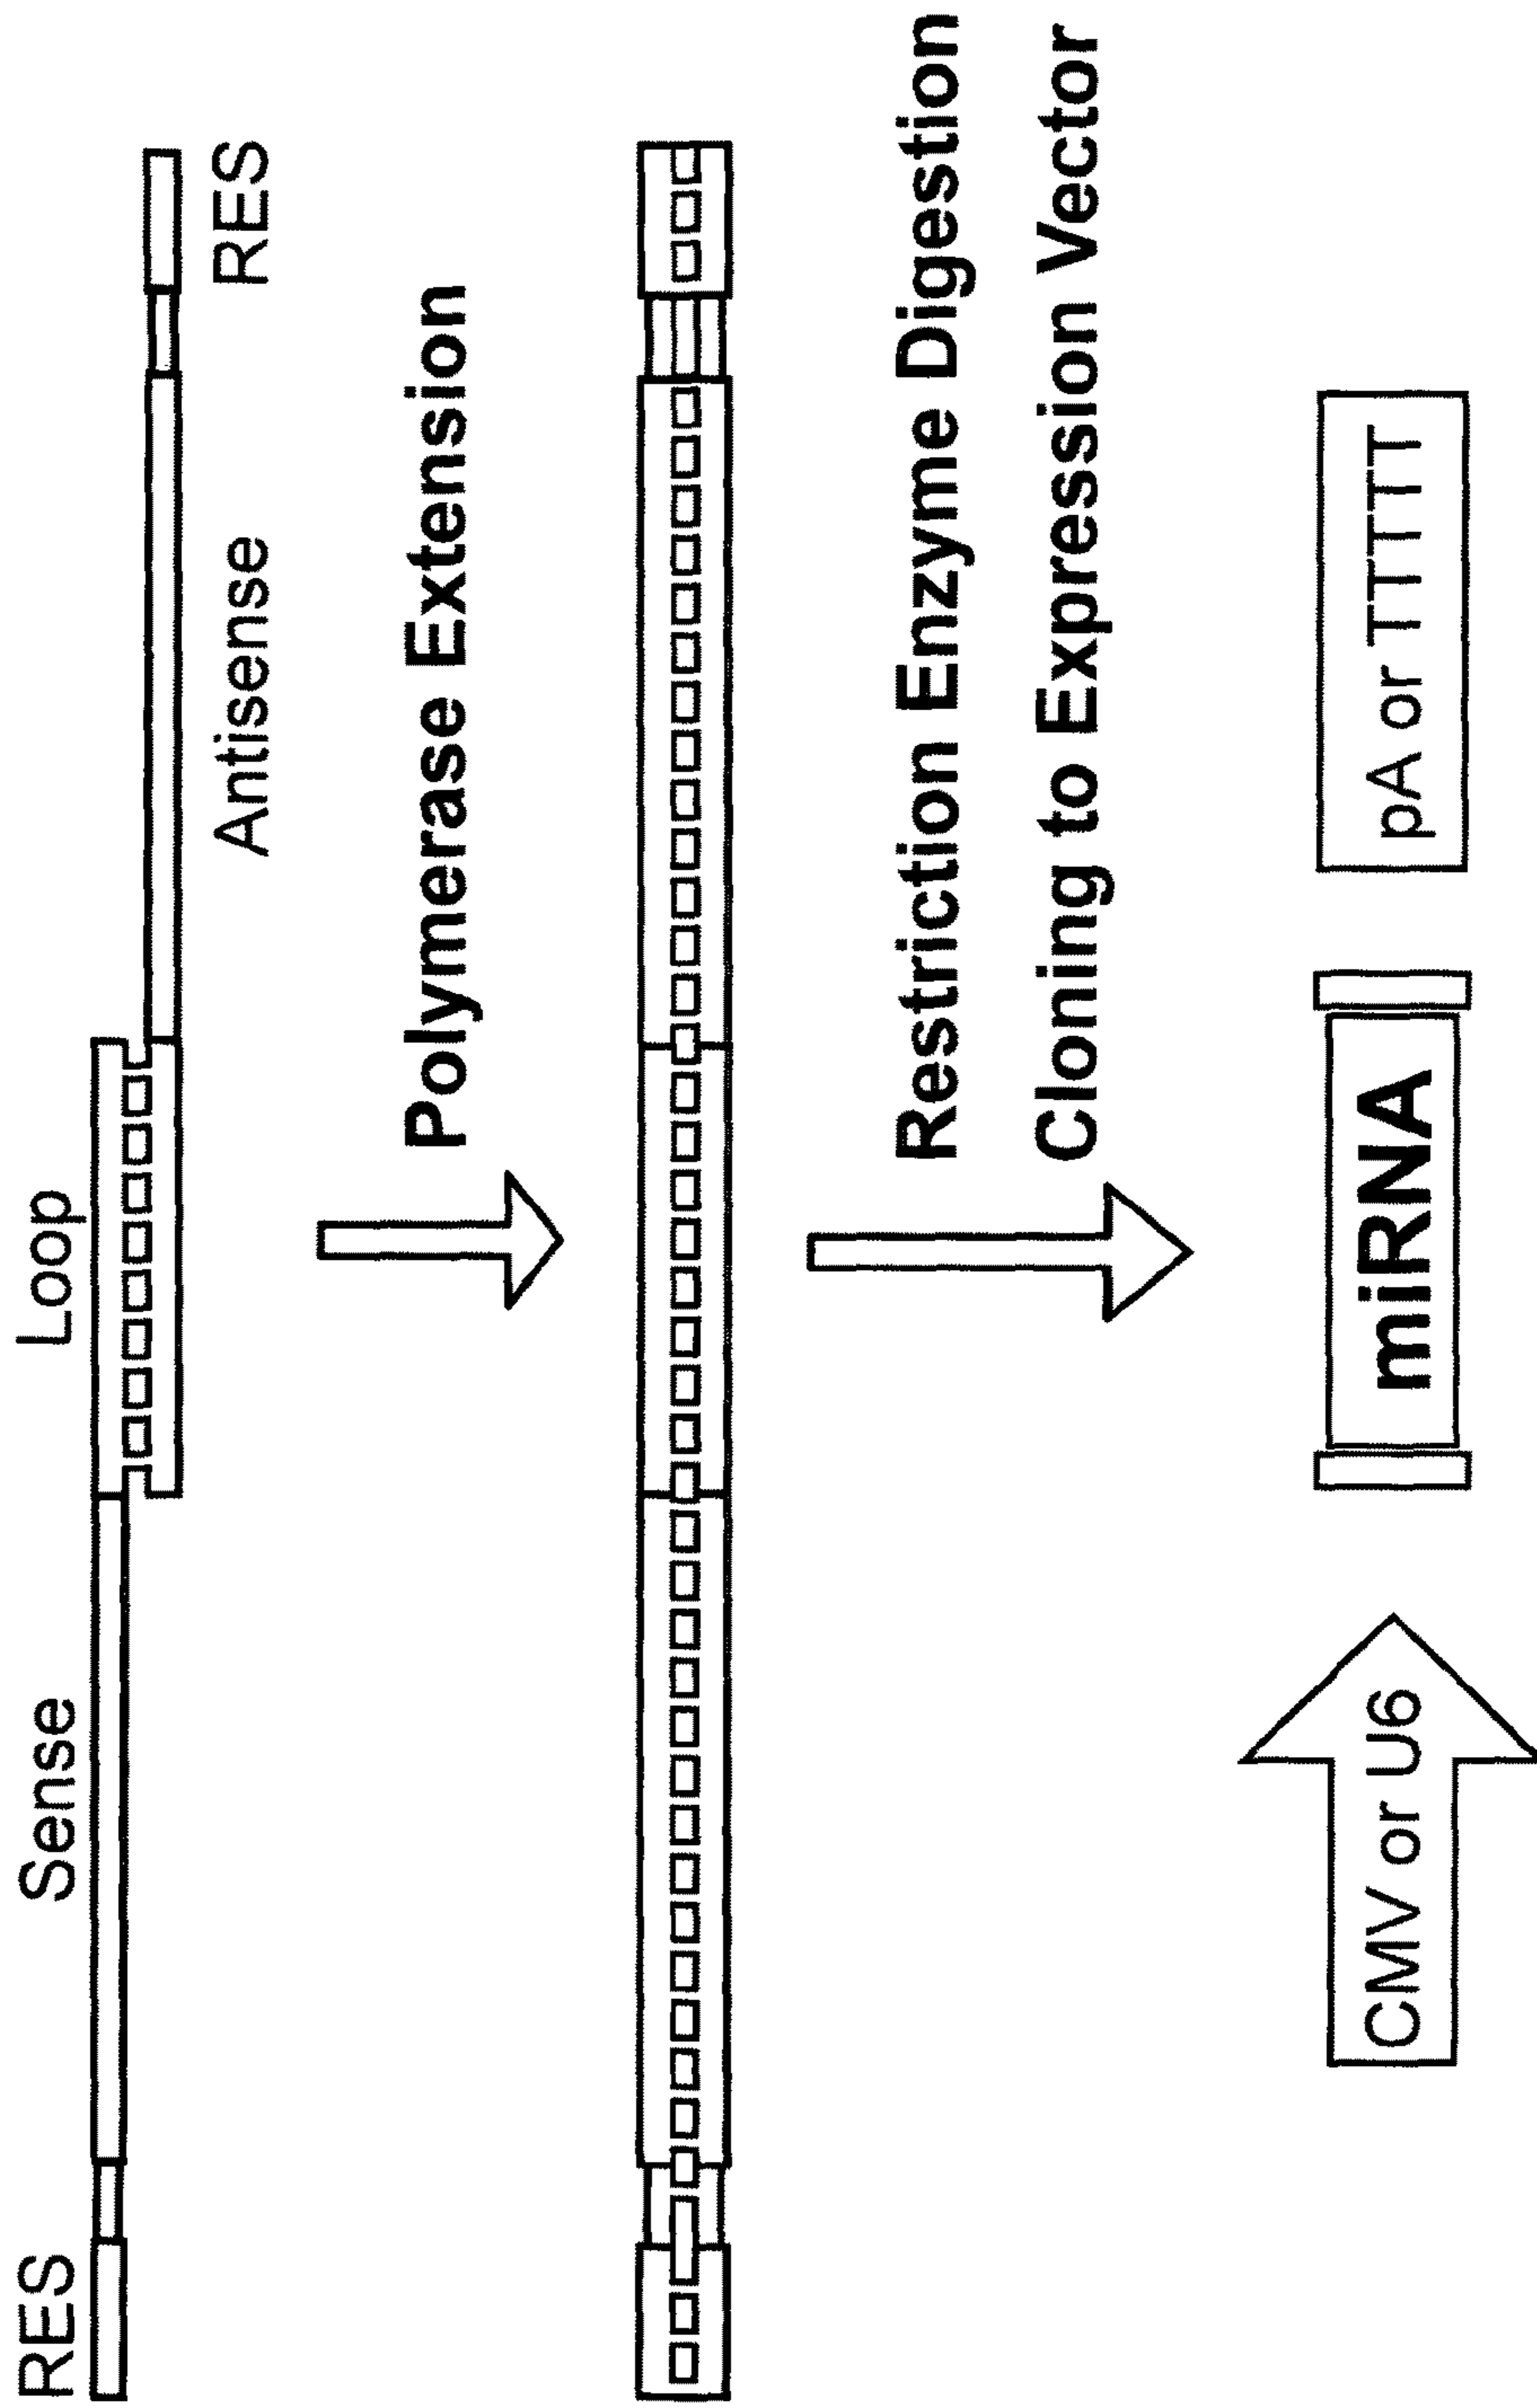 RES
Sense
Loop
Antisense
RES
Polymerase Extension
Restriction Enzyme Digestion
Cloning to Expression Vector
CMV or U6
miRNA
pA or TTTTT